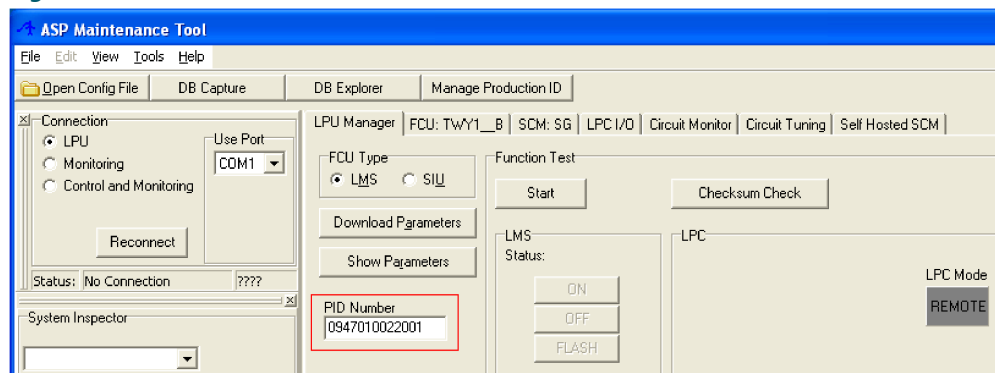 ASP Maintenance Tool
File Edit View Tools Help
Open Config File DB Capture DB Explorer Manage Production ID
Connection
LPU
Monitoring
Control and Monitoring
Use Port
COM1
Reconnect
Status: No Connection ????
System Inspector
LPU Manager FCU: TWY1__B SCM: SG LPC I/O Circuit Monitor Circuit Tuning Self Hosted SCM
FCU Type
LMS SIU
Download Parameters
Show Parameters
PID Number
0947010022001
Function Test
Start Checksum Check
LMS
Status:
ON
OFF
FLASH
LPC
LPC Mode
REMOTE